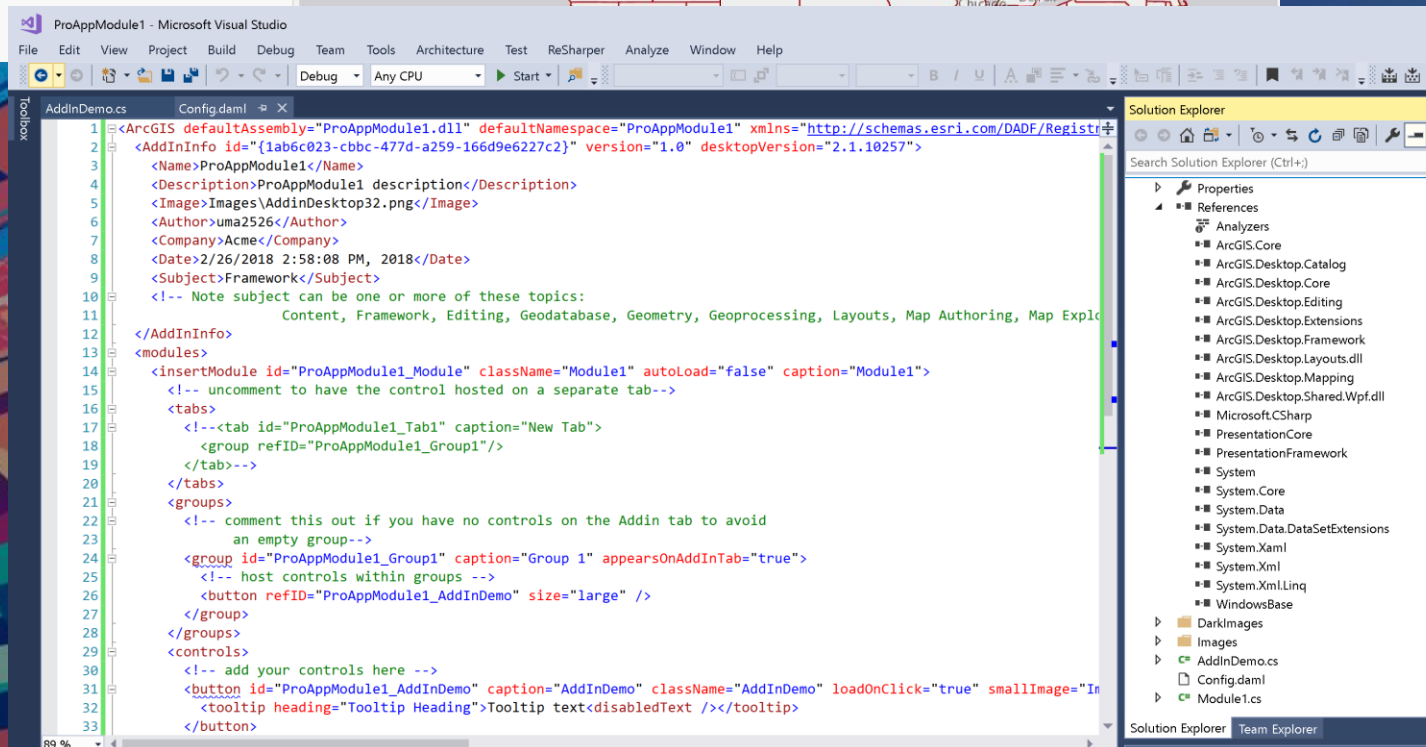 Chichao
ProAppModule1 - Microsoft Visual Studio
File Edit View Project Build Debug Team Tools Architecture Test ReSharper Analyze Window Help
Debug Any CPU Start B I U A
Toolbox
AddInDemo.cs Config.daml
1 <ArcGIS defaultAssembly="ProAppModule1.dll" defaultNamespace="ProAppModule1" xmlns="http://schemas.esri.com/DADF/Registr
2 <AddInInfo id="{1ab6c023-cbbc-477d-a259-166d9e6227c2}" version="1.0" desktopVersion="2.1.10257">
3 <Name>ProAppModule1</Name>
4 <Description>ProAppModule1 description</Description>
5 <Image>Images\AddinDesktop32.png</Image>
6 <Author>uma2526</Author>
7 <Company>Acme</Company>
8 <Date>2/26/2018 2:58:08 PM, 2018</Date>
9 <Subject>Framework</Subject>
10 <!-- Note subject can be one or more of these topics:
11 Content, Framework, Editing, Geodatabase, Geometry, Geoprocessing, Layouts, Map Authoring, Map Explo
12 </AddInInfo>
13 <modules>
14 <insertModule id="ProAppModule1_Module" className="Module1" autoLoad="false" caption="Module1">
15 <!-- uncomment to have the control hosted on a separate tab-->
16 <tabs>
17 <!--<tab id="ProAppModule1_Tab1" caption="New Tab">
18 <group refID="ProAppModule1_Group1"/>
19 </tab>-->
20 </tabs>
21 <groups>
22 <!-- comment this out if you have no controls on the Addin tab to avoid
23 an empty group-->
24 <group id="ProAppModule1_Group1" caption="Group 1" appearsOnAddInTab="true">
25 <!-- host controls within groups -->
26 <button refID="ProAppModule1_AddInDemo" size="large" />
27 </group>
28 </groups>
29 <controls>
30 <!-- add your controls here -->
31 <button id="ProAppModule1_AddInDemo" caption="AddInDemo" className="AddInDemo" loadOnClick="true" smallImage="Im
32 <tooltip heading="Tooltip Heading">Tooltip text<disabledText /></tooltip>
33 </button>
89 %
Solution Explorer
Search Solution Explorer (Ctrl+;)
Properties
References
Analyzers
ArcGIS.Core
ArcGIS.Desktop.Catalog
ArcGIS.Desktop.Core
ArcGIS.Desktop.Editing
ArcGIS.Desktop.Extensions
ArcGIS.Desktop.Framework
ArcGIS.Desktop.Layouts.dll
ArcGIS.Desktop.Mapping
ArcGIS.Desktop.Shared.Wpf.dll
Microsoft.CSharp
PresentationCore
PresentationFramework
System
System.Core
System.Data
System.Data.DataSetExtensions
System.Xaml
System.Xml
System.Xml.Linq
WindowsBase
DarkImages
Images
C# AddInDemo.cs
Config.daml
C# Module1.cs
Solution Explorer Team Explorer